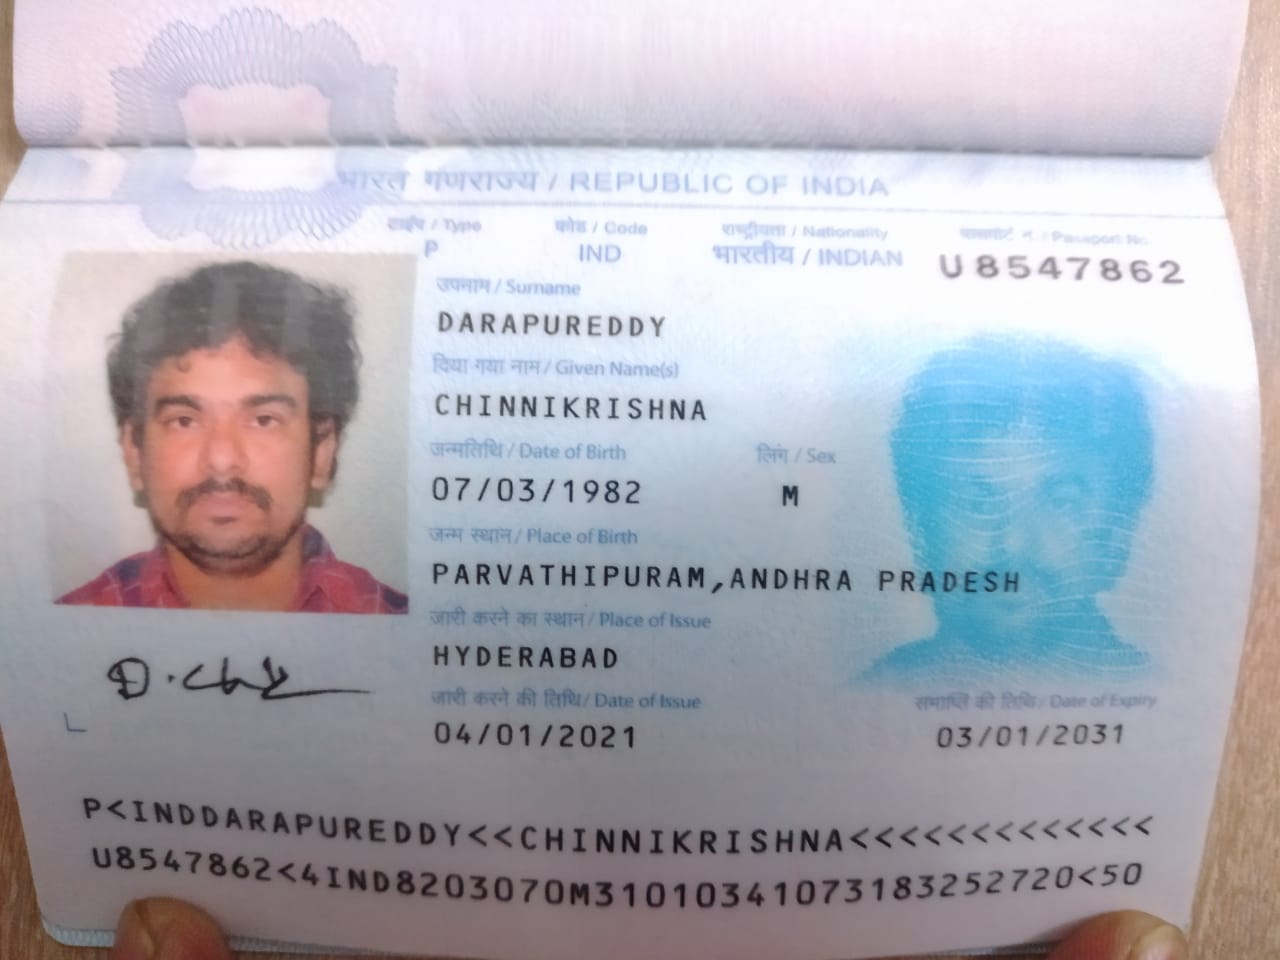 भारत गणराज्य / REPUBLIC OF INDIA
टाईप / Type कोड / Code राष्ट्रीयता / Nationality पासपोर्ट न. / Passport No.
P IND भारतीय / INDIAN U8547862
उपनाम / Surname
DARAPUREDDY
दिया गया नाम / Given Name(s)
CHINNIKRISHNA
जन्मतिथि / Date of Birth लिंग / Sex
07/03/1982 M
जन्म स्थान / Place of Birth
PARVATHIPURAM,ANDHRA PRADESH
जारी करने का स्थान / Place of Issue
HYDERABAD
जारी करने की तिथि / Date of Issue समाप्ति की तिथि / Date of Expiry
04/01/2021 03/01/2031
P<INDDARAPUREDDY<<CHINNIKRISHNA<<<<<<<<<<<<<
U8547862<4IND8203070M31010341073183252720<50